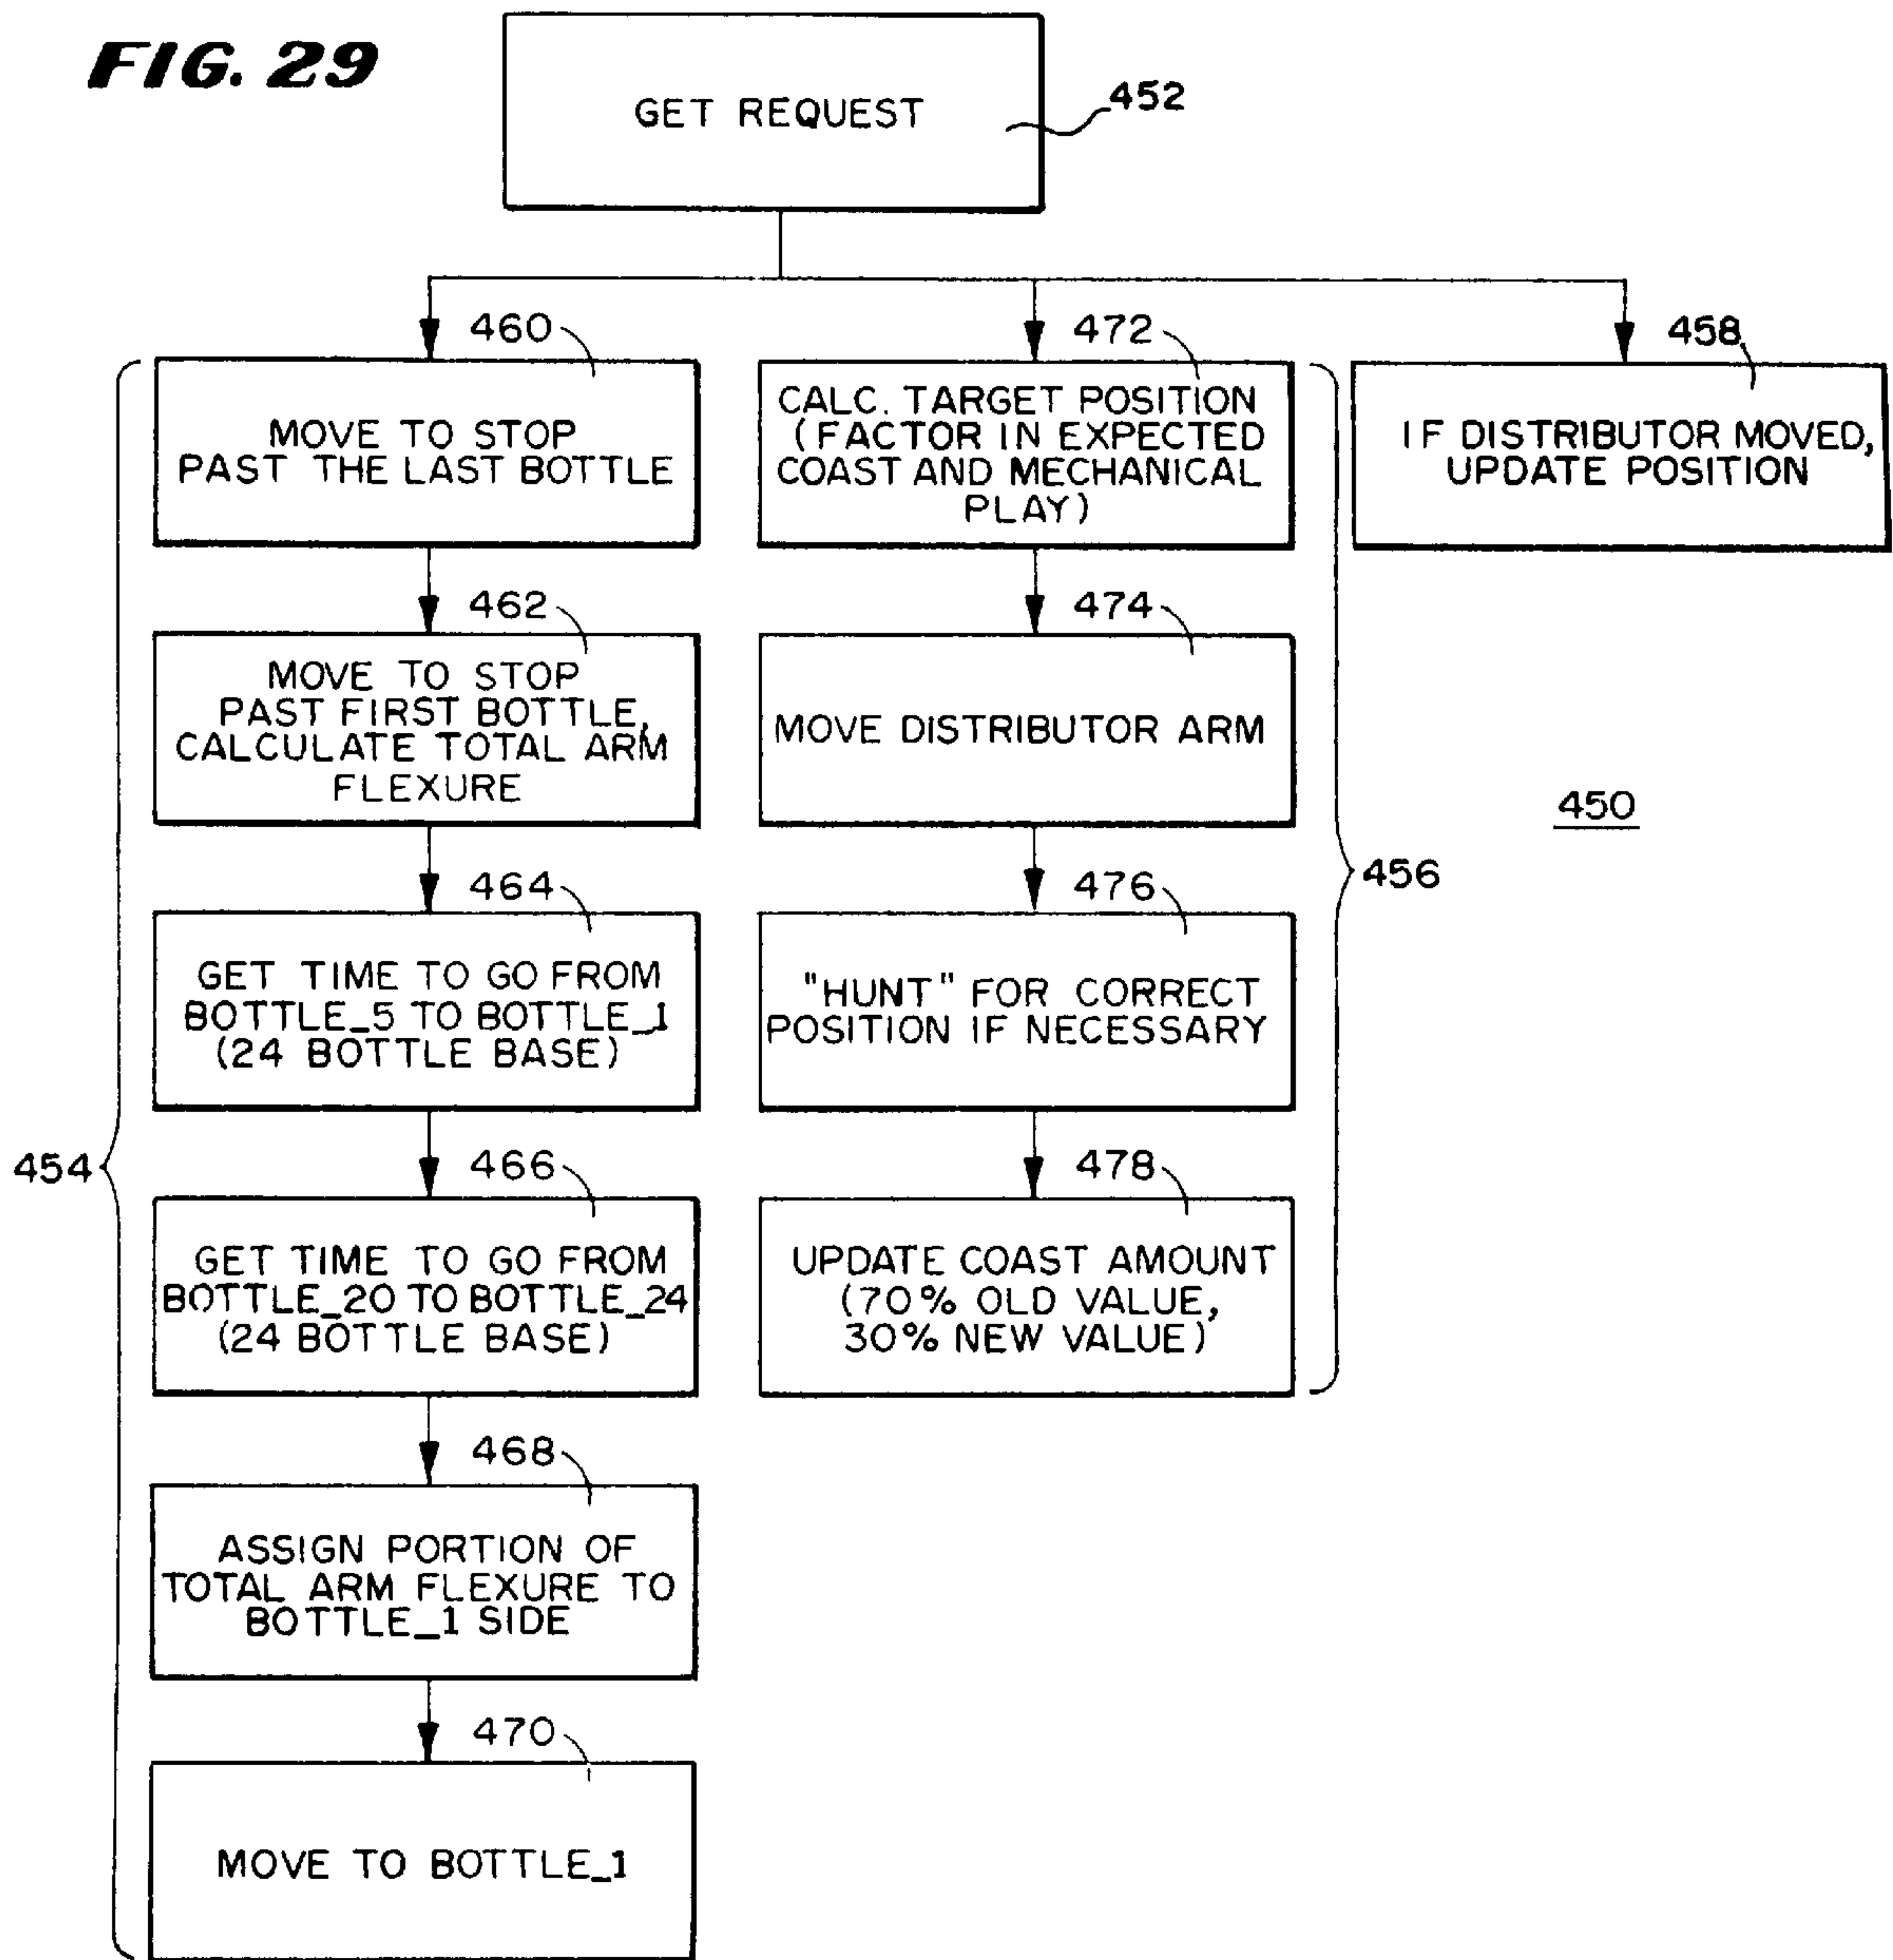 FIG. 29
GET REQUEST
452
460
MOVE TO STOP
PAST THE LAST BOTTLE
462
MOVE TO STOP
PAST FIRST BOTTLE,
CALCULATE TOTAL ARM
FLEXURE
464
GET TIME TO GO FROM
BOTTLE_5 TO BOTTLE_1
(24 BOTTLE BASE)
454
466
GET TIME TO GO FROM
BOTTLE_20 TO BOTTLE_24
(24 BOTTLE BASE)
468
ASSIGN PORTION OF
TOTAL ARM FLEXURE TO
BOTTLE_1 SIDE
470
MOVE TO BOTTLE_1
472
CALC. TARGET POSITION
(FACTOR IN EXPECTED
COAST AND MECHANICAL
PLAY)
474
MOVE DISTRIBUTOR ARM
476
"HUNT" FOR CORRECT
POSITION IF NECESSARY
478
UPDATE COAST AMOUNT
(70% OLD VALUE,
30% NEW VALUE)
456
458
IF DISTRIBUTOR MOVED,
UPDATE POSITION
450